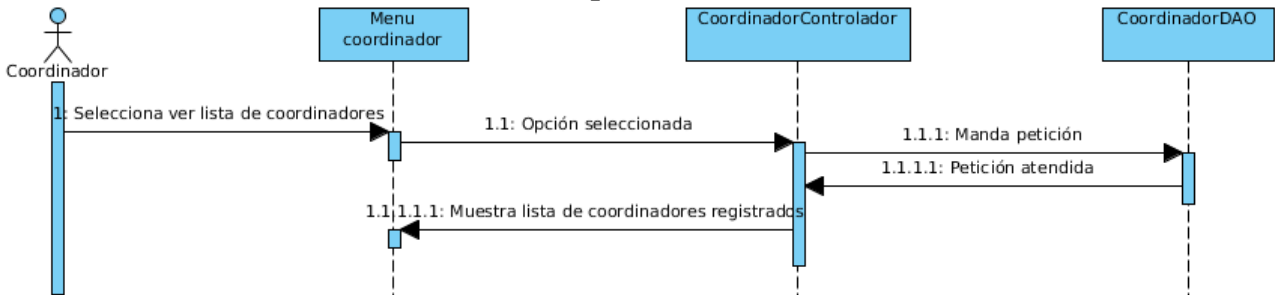 Menu
coordinador
CoordinadorControlador
CoordinadorDAO
Coordinador
1: Selecciona ver lista de coordinadores
1.1: Opción seleccionada
1.1.1: Manda petición
1.1.1.1: Petición atendida
1.1.1.1.1: Muestra lista de coordinadores registrados